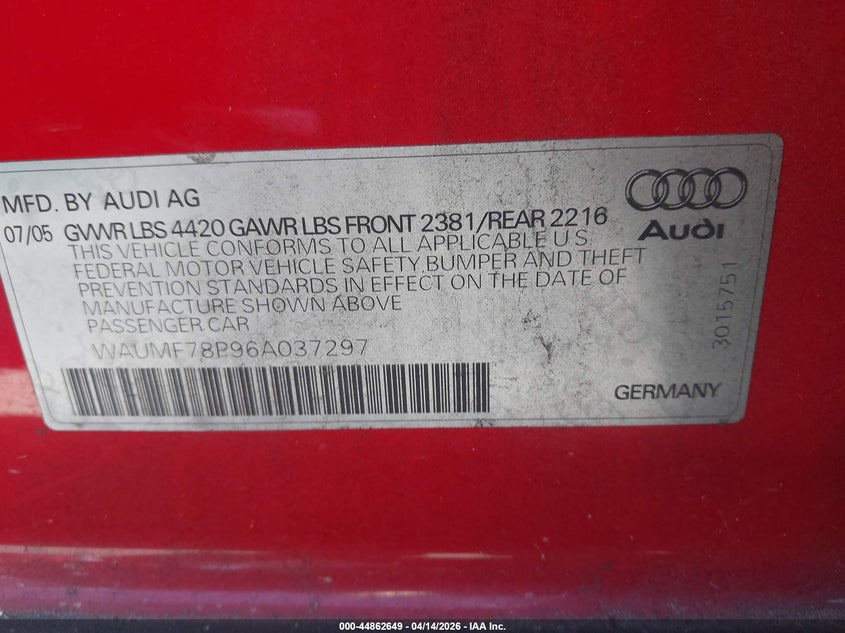 MFD. BY AUDI AG
07/05 GVWR LBS 4420 GAWR LBS FRONT 2381/REAR 2216
THIS VEHICLE CONFORMS TO ALL APPLICABLE U.S.
FEDERAL MOTOR VEHICLE SAFETY, BUMPER AND THEFT
PREVENTION STANDARDS IN EFFECT ON THE DATE OF
MANUFACTURE SHOWN ABOVE
PASSENGER CAR
WAUMF78P96A037297
Audi
3015751
GERMANY
000-44862649 - 04/14/2026 - IAA Inc.